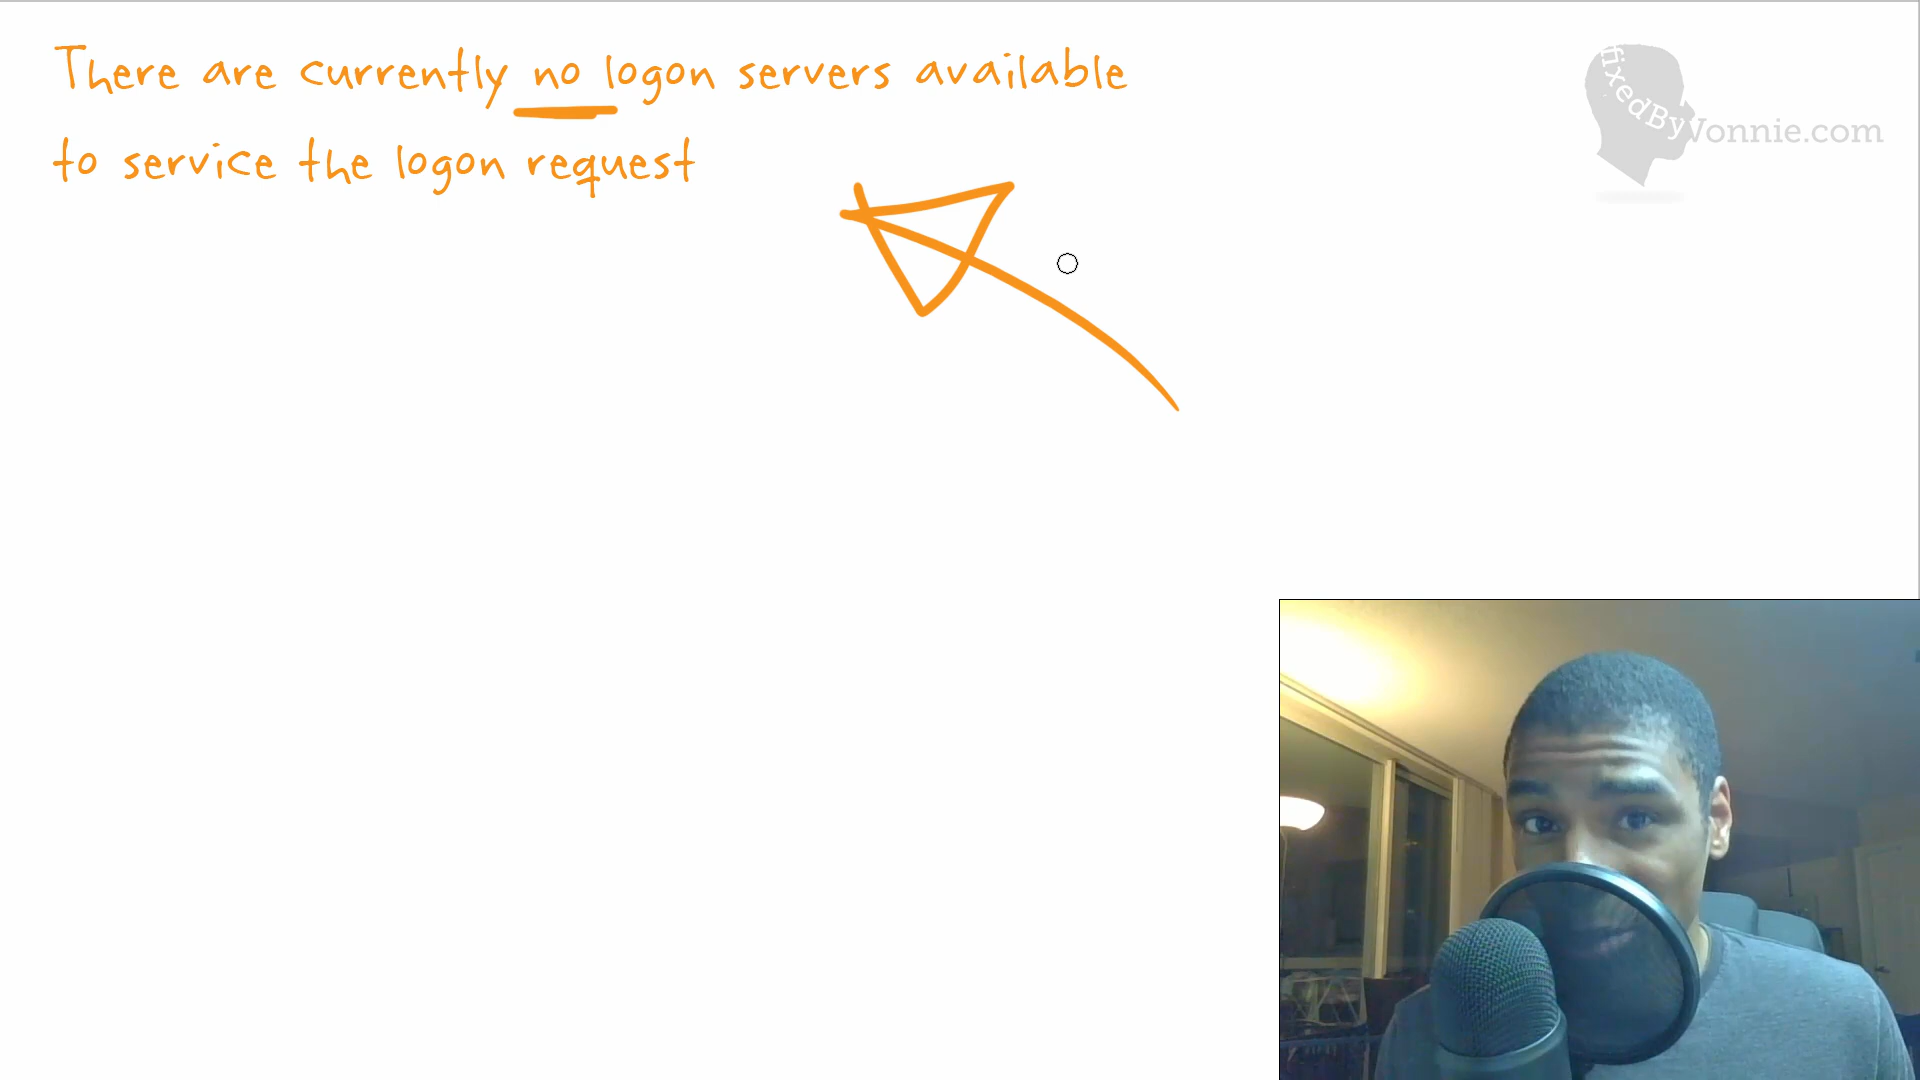 There are currently no logon servers available
to service the logon request
fixedByVonnie.com